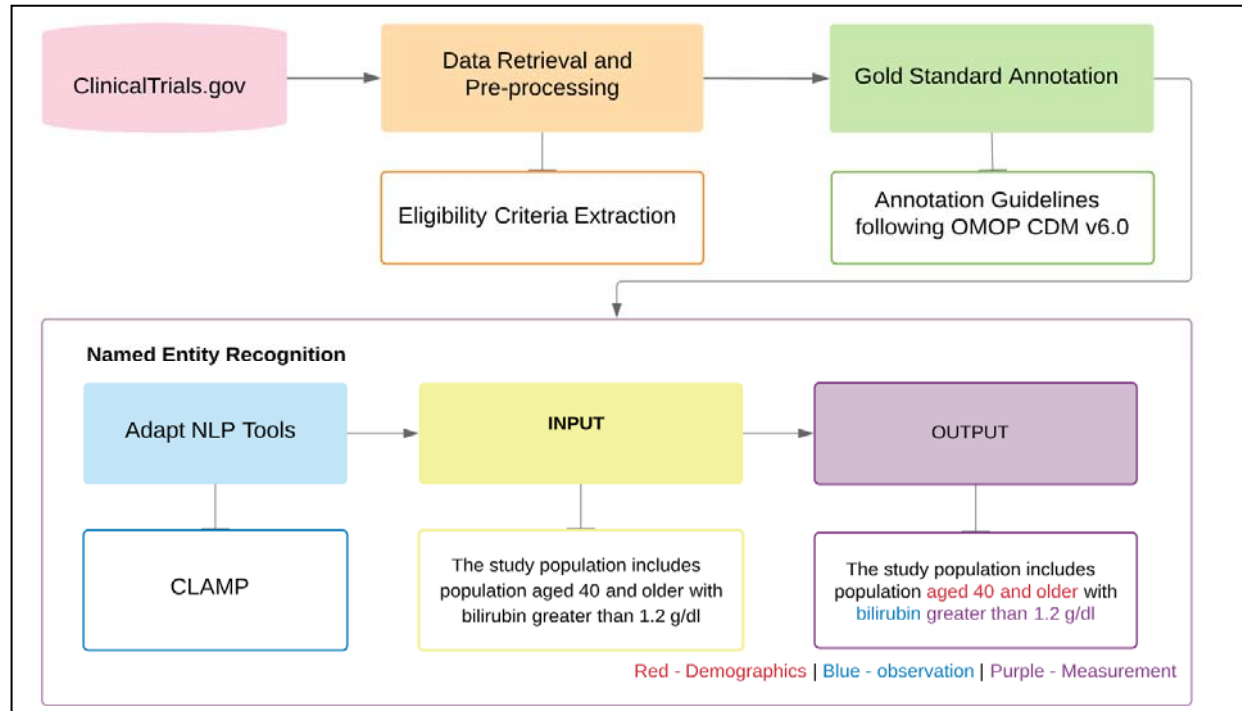 ClinicalTrials.gov
Data Retrieval and
Pre-processing
Gold Standard Annotation
Eligibility Criteria Extraction
Annotation Guidelines
following OMOP CDM v6.0
Named Entity Recognition
Adapt NLP Tools
INPUT
OUTPUT
CLAMP
The study population includes
population aged 40 and older with
bilirubin greater than 1.2 g/dl
The study population includes
population aged 40 and older with
bilirubin greater than 1.2 g/dl
Red - Demographics | Blue - observation | Purple - Measurement